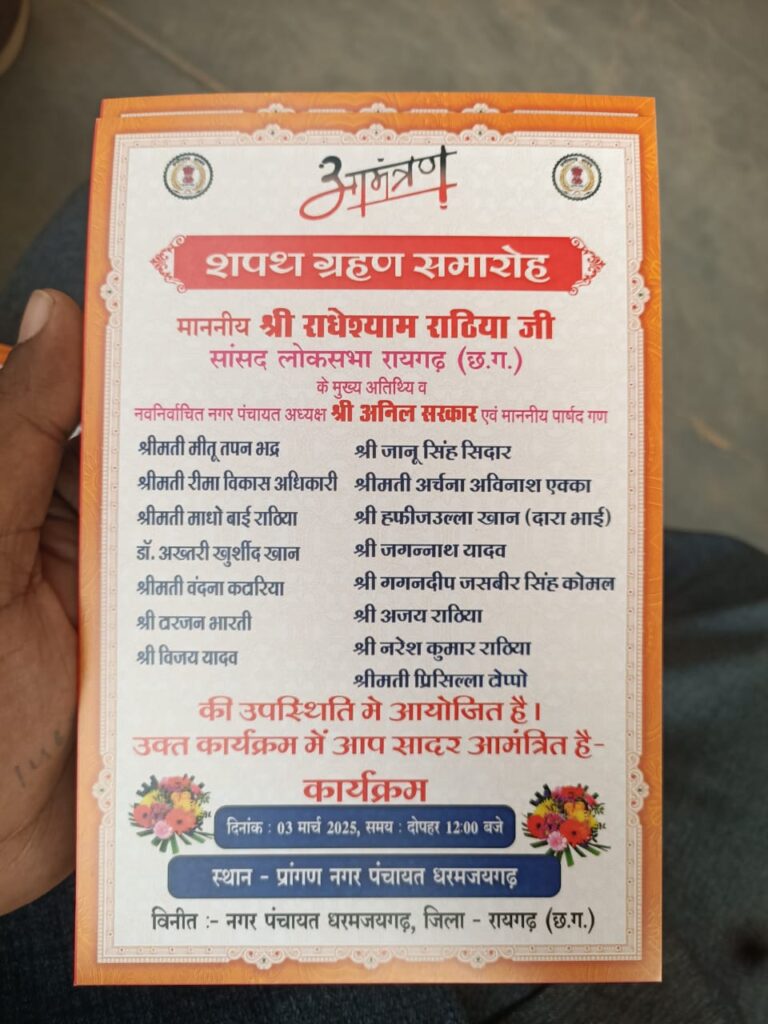 आमंत्रण
शपथ ग्रहण समारोह
माननीय श्री राधेश्याम राठिया जी
सांसद लोकसभा रायगढ़ (छ.ग.)
के मुख्य अतिथ्यि व
नवनिर्वाचित नगर पंचायत अध्यक्ष श्री अनिल सरकार एवं माननीय पार्षद गण
श्रीमती मीतू तपन भद्र
श्रीमती रीमा विकास अधिकारी
श्रीमती माधो बाई राठिया
डॉ. अख्तरी खुर्शीद खान
श्रीमती वंदना कटारिया
श्री टारजन भारती
श्री विजय यादव
श्री जानू सिंह सिदार
श्रीमती अर्चना अविनाश एक्का
श्री हफीजउल्ला खान (दारा भाई)
श्री जगन्नाथ यादव
श्री गगनदीप जसबीर सिंह कोमल
श्री अजय राठिया
श्री नरेश कुमार राठिया
श्रीमती प्रिसिल्ला टोप्पो
की उपस्थिति मे आयोजित है।
उक्त कार्यक्रम में आप सादर आमंत्रित है-
कार्यक्रम
दिनांक : 03 मार्च 2025, समय : दोपहर 12:00 बजे
स्थान - प्रांगण नगर पंचायत धरमजयगढ़
विनीत :- नगर पंचायत धरमजयगढ़, जिला - रायगढ़ (छ.ग.)